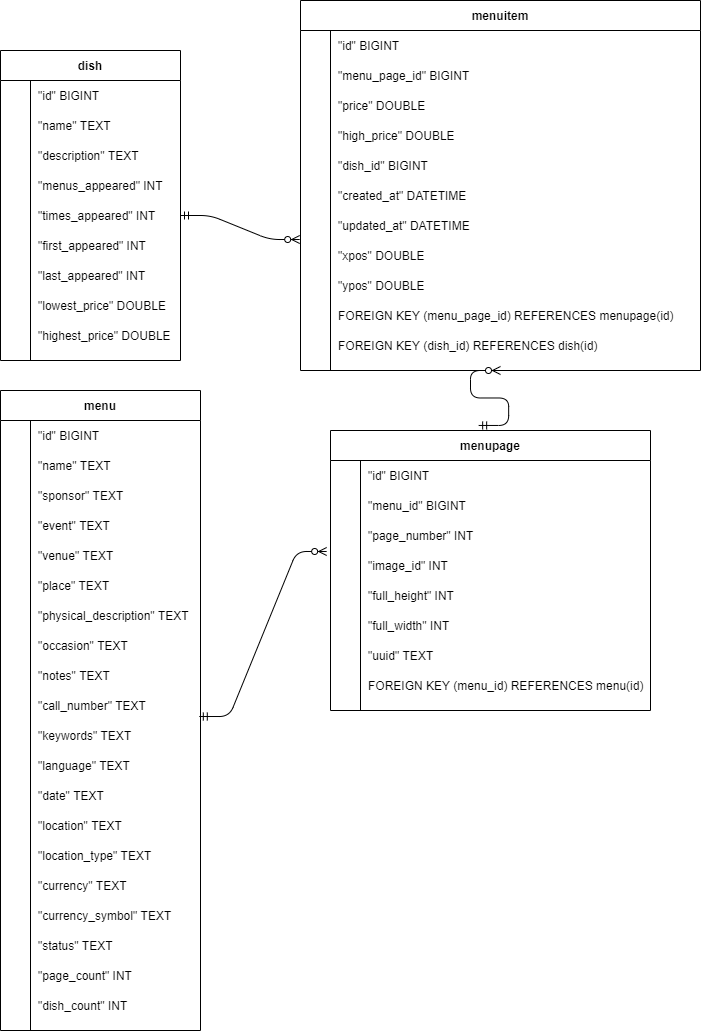 dish
"id" BIGINT
"name" TEXT
"description" TEXT
"menus_appeared" INT
"times_appeared" INT
"first_appeared" INT
"last_appeared" INT
"lowest_price" DOUBLE
"highest_price" DOUBLE
menuitem
"id" BIGINT
"menu_page_id" BIGINT
"price" DOUBLE
"high_price" DOUBLE
"dish_id" BIGINT
"created_at" DATETIME
"updated_at" DATETIME
"xpos" DOUBLE
"ypos" DOUBLE
FOREIGN KEY (menu_page_id) REFERENCES menupage(id)
FOREIGN KEY (dish_id) REFERENCES dish(id)
menu
"id" BIGINT
"name" TEXT
"sponsor" TEXT
"event" TEXT
"venue" TEXT
"place" TEXT
"physical_description" TEXT
"occasion" TEXT
"notes" TEXT
"call_number" TEXT
"keywords" TEXT
"language" TEXT
"date" TEXT
"location" TEXT
"location_type" TEXT
"currency" TEXT
"currency_symbol" TEXT
"status" TEXT
"page_count" INT
"dish_count" INT
menupage
"id" BIGINT
"menu_id" BIGINT
"page_number" INT
"image_id" INT
"full_height" INT
"full_width" INT
"uuid" TEXT
FOREIGN KEY (menu_id) REFERENCES menu(id)